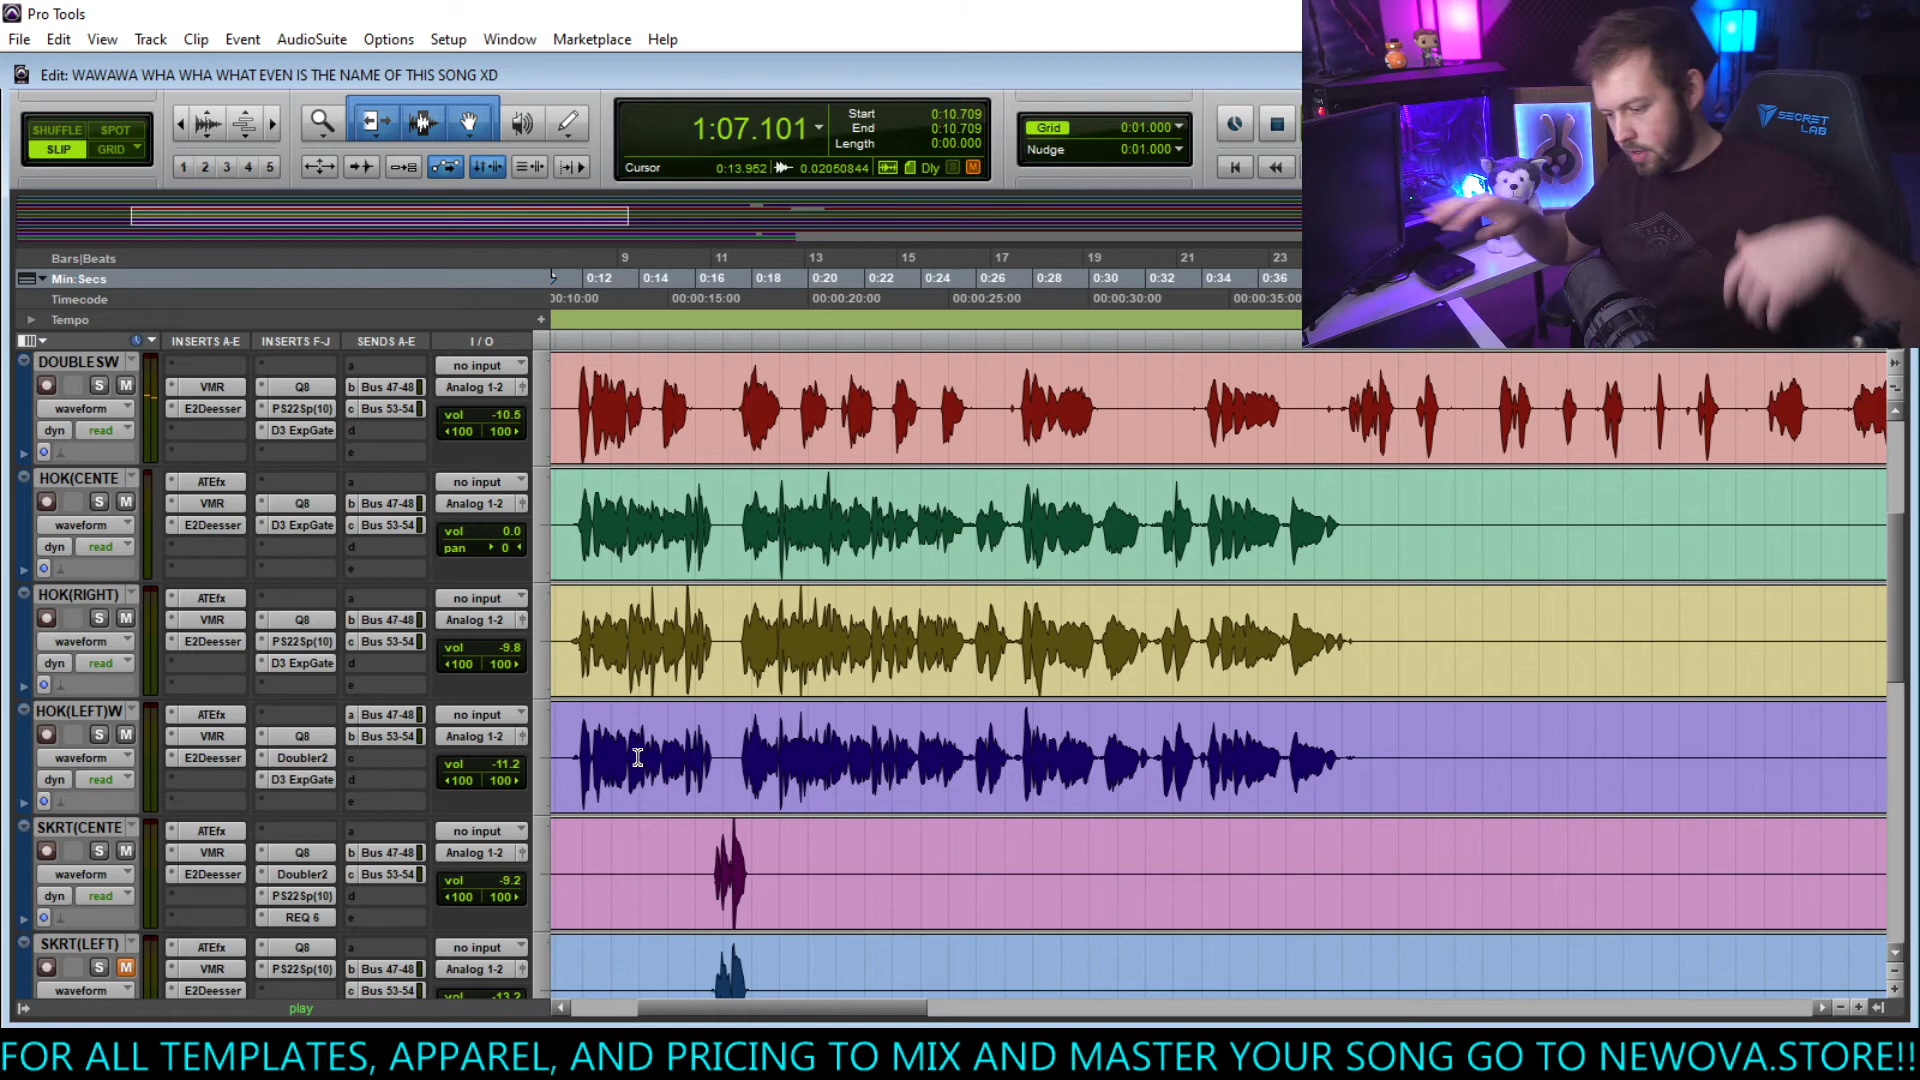 Pro Tools
File Edit View Track Clip Event AudioSuite Options Setup Window Marketplace Help
Edit: WAWAWA WHA WHA WHAT EVEN IS THE NAME OF THIS SONG XD
SHUFFLE SPOT
SLIP GRID
1 2 3 4 5
1:07.101
Start 0:10.709
End 0:10.709
Length 0:00.000
Cursor 0:13.952 0.02050844 Dly S M
Grid 0:01.000
Nudge 0:01.000
SECRET LAB
Bars|Beats 9 11 13 15 17 19 21 23
Min:Secs 0:12 0:14 0:16 0:18 0:20 0:22 0:24 0:26 0:28 0:30 0:32 0:34 0:36
Timecode 00:10:00 00:00:15:00 00:00:20:00 00:00:25:00 00:00:30:00 00:00:35:00
Tempo
INSERTS A-E INSERTS F-J SENDS A-E I / O
DOUBLESW a no input
S M VMR Q8 b Bus 47-48 Analog 1-2
waveform E2Deesser PS22Sp(10) c Bus 53-54 vol -10.5
dyn read D3 ExpGate d 100 100
e
HOK(CENTE ATEfx a no input
S M VMR Q8 b Bus 47-48 Analog 1-2
waveform E2Deesser D3 ExpGate c Bus 53-54 vol 0.0
dyn read d pan 0
e
HOK(RIGHT) ATEfx a no input
S M VMR Q8 b Bus 47-48 Analog 1-2
waveform E2Deesser PS22Sp(10) c Bus 53-54 vol -9.8
dyn read D3 ExpGate d 100 100
e
HOK(LEFT)W ATEfx a Bus 47-48 no input
S M VMR Q8 b Bus 53-54 Analog 1-2
waveform E2Deesser Doubler2 c vol -11.2
dyn read D3 ExpGate d 100 100
e
SKRT(CENTE ATEfx a no input
S M VMR Q8 b Bus 47-48 Analog 1-2
waveform E2Deesser Doubler2 c Bus 53-54 vol -9.2
dyn read PS22Sp(10) d 100 100
REQ 6 e
SKRT(LEFT) ATEfx Q8 a no input
S M VMR PS22Sp(10) b Bus 47-48 Analog 1-2
waveform E2Deesser c Bus 53-54 vol -13.2
play
FOR ALL TEMPLATES, APPAREL, AND PRICING TO MIX AND MASTER YOUR SONG GO TO NEWOVA.STORE!!